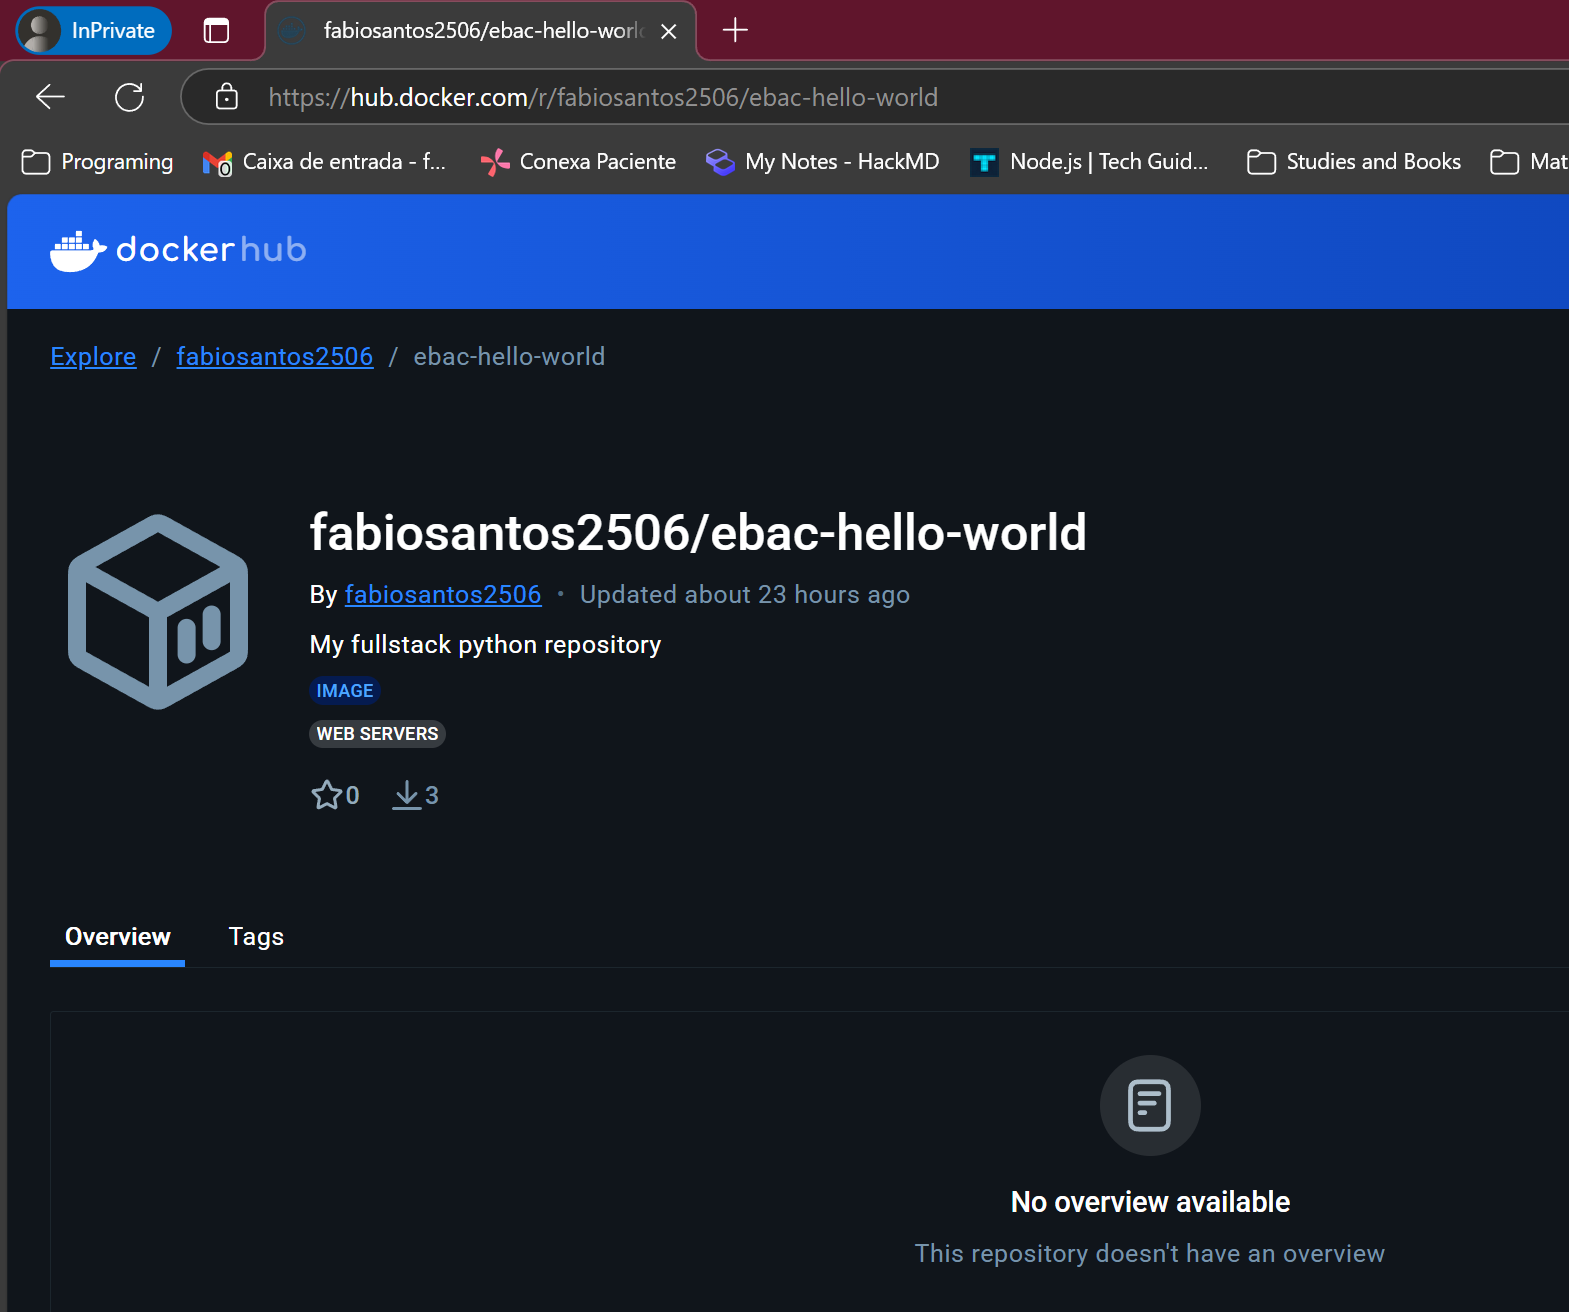 InPrivate
fabiosantos2506/ebac-hello-worl
https://hub.docker.com/r/fabiosantos2506/ebac-hello-world
Programing
Caixa de entrada - f...
Conexa Paciente
My Notes - HackMD
Node.js | Tech Guid...
Studies and Books
Mat
dockerhub
Explore / fabiosantos2506 / ebac-hello-world
fabiosantos2506/ebac-hello-world
By fabiosantos2506 • Updated about 23 hours ago
My fullstack python repository
IMAGE
WEB SERVERS
0 3
Overview Tags
No overview available
This repository doesn't have an overview